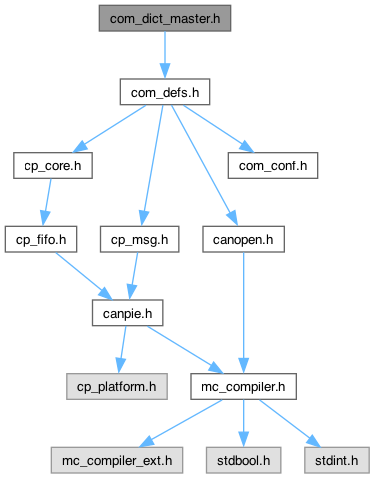 com_dict_master.h
com_defs.h
cp_core.h
com_conf.h
cp_fifo.h
cp_msg.h
canopen.h
canpie.h
cp_platform.h
mc_compiler.h
mc_compiler_ext.h
stdbool.h
stdint.h